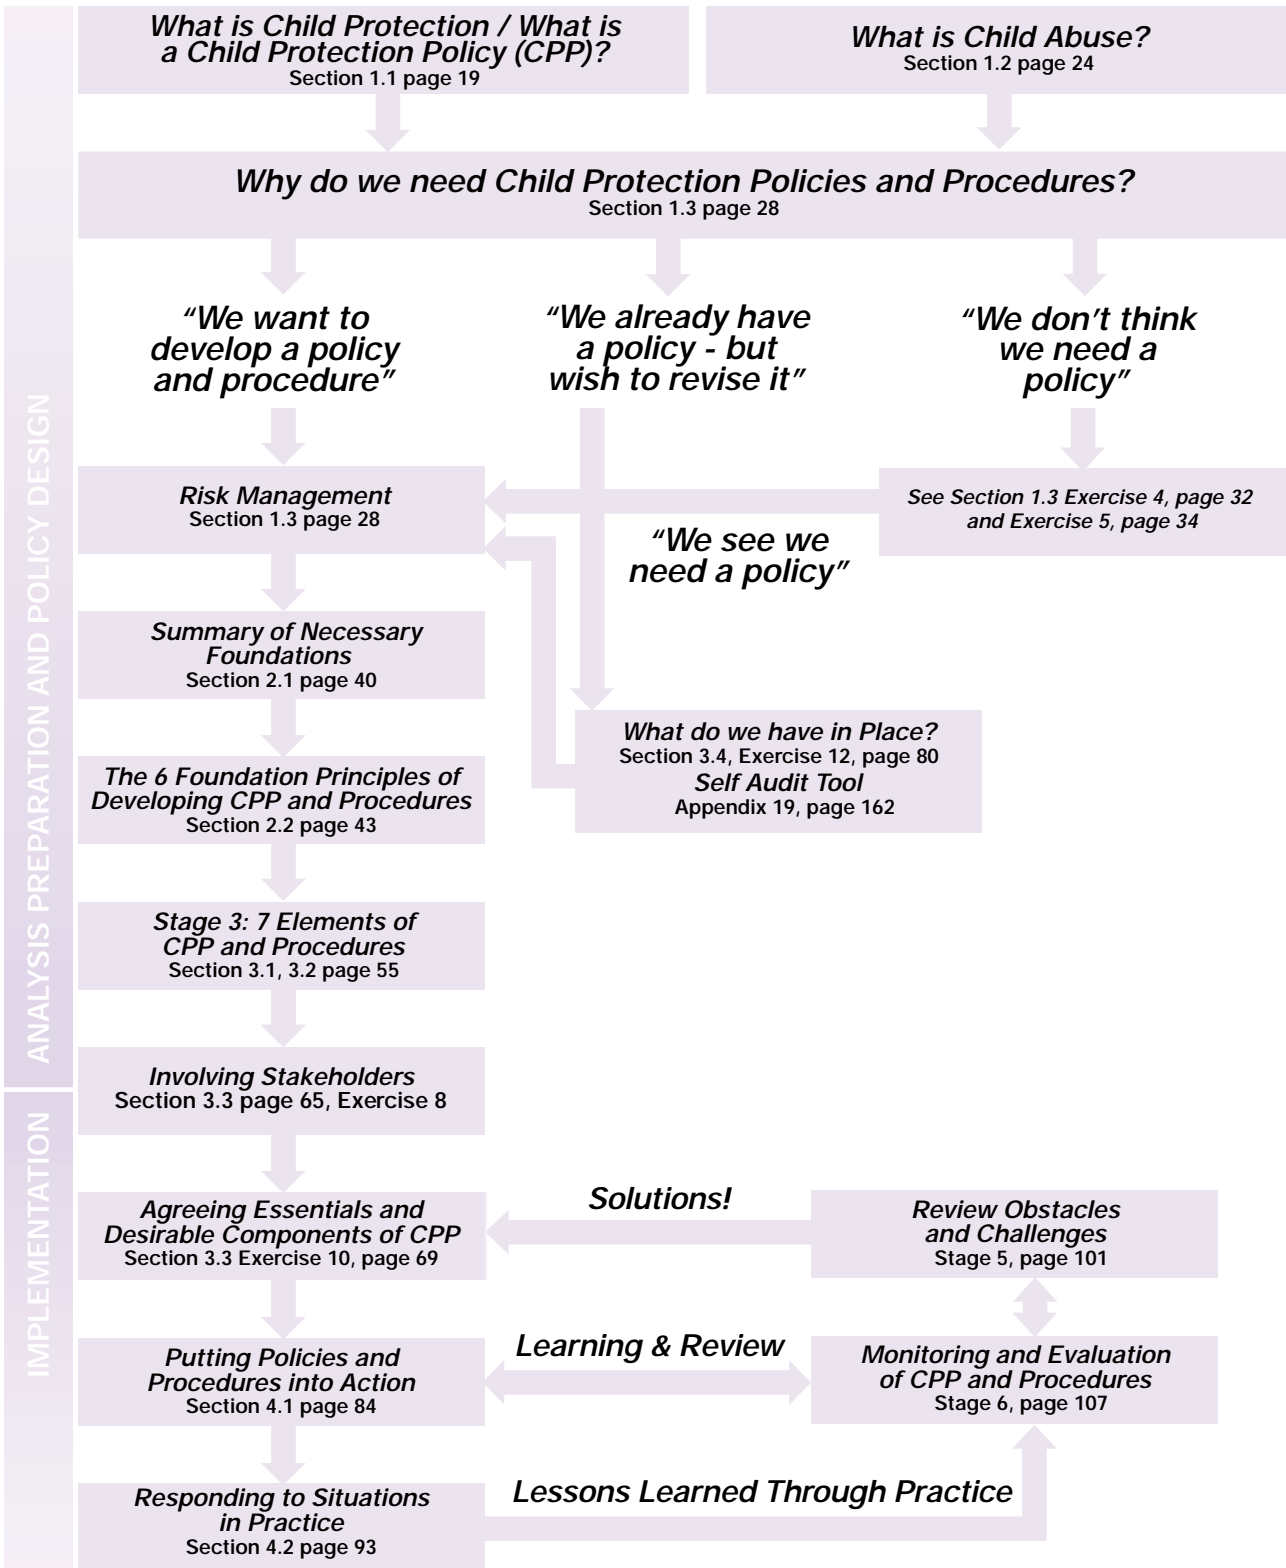 What is Child Protection / What is
a Child Protection Policy (CPP)?
Section 1.1 page 19
What is Child Abuse?
Section 1.2 page 24
Why do we need Child Protection Policies and Procedures?
Section 1.3 page 28
“We want to
develop a policy
and procedure”
“We already have
a policy - but
wish to revise it”
“We don't think
we need a
policy”
Risk Management
Section 1.3 page 28
See Section 1.3 Exercise 4, page 32
and Exercise 5, page 34
“We see we
need a policy”
Summary of Necessary
Foundations
Section 2.1 page 40
What do we have in Place?
Section 3.4, Exercise 12, page 80
Self Audit Tool
Appendix 19, page 162
The 6 Foundation Principles of
Developing CPP and Procedures
Section 2.2 page 43
Stage 3: 7 Elements of
CPP and Procedures
Section 3.1, 3.2 page 55
Involving Stakeholders
Section 3.3 page 65, Exercise 8
ANALYSIS PREPARATION AND POLICY DESIGN
Agreeing Essentials and
Desirable Components of CPP
Section 3.3 Exercise 10, page 69
Solutions!
Review Obstacles
and Challenges
Stage 5, page 101
Putting Policies and
Procedures into Action
Section 4.1 page 84
Learning & Review
Monitoring and Evaluation
of CPP and Procedures
Stage 6, page 107
Responding to Situations
in Practice
Section 4.2 page 93
Lessons Learned Through Practice
IMPLEMENTATION